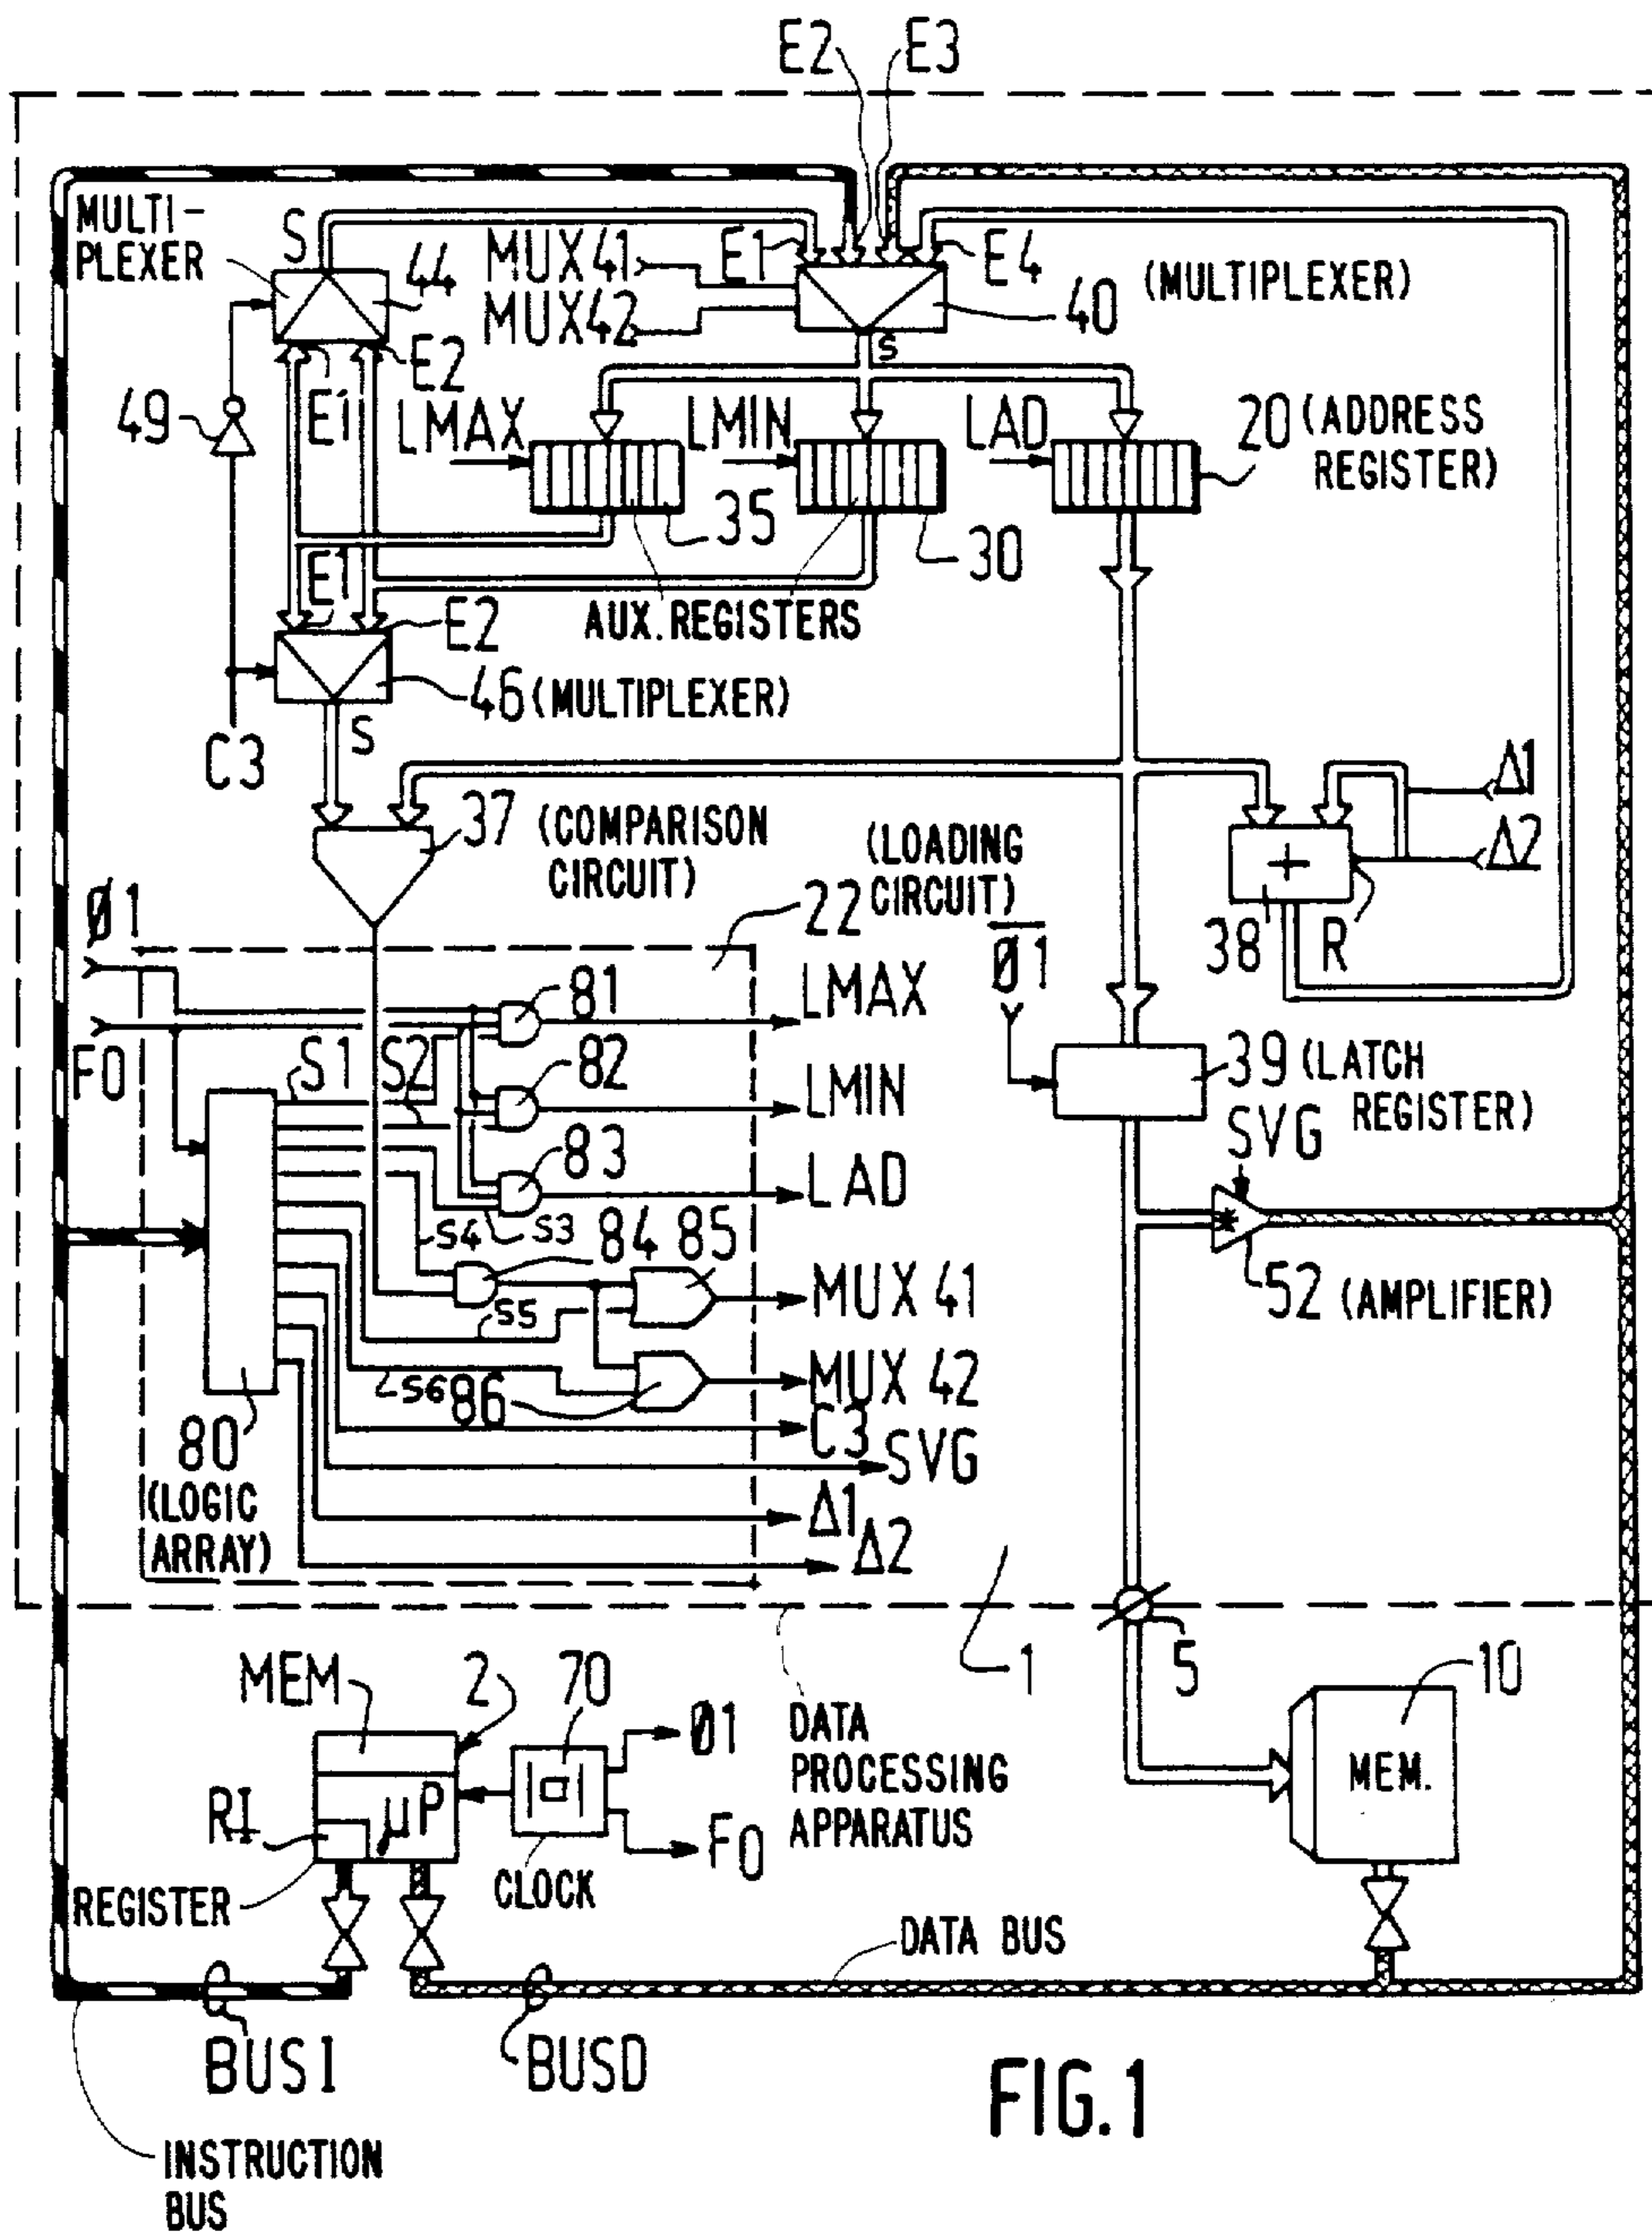 E2 E3
MULTI-
PLEXER
S
44
MUX41
MUX42
E1
E4
40 (MULTIPLEXER)
S
49
E1
E2
LMAX
LMIN
LAD
20 (ADDRESS
REGISTER)
35
30
E1
E2
AUX. REGISTERS
46 (MULTIPLEXER)
C3
S
Δ1
Δ2
37 (COMPARISON
CIRCUIT)
(LOADING
CIRCUIT)
22
+
38
R
Ø1
F0
Ø1
81
LMAX
S1
S2
82
LMIN
39 (LATCH
REGISTER)
SVG
83
LAD
S4
S3
84
85
52 (AMPLIFIER)
S5
MUX 41
MUX 42
S6
86
C3
SVG
80
(LOGIC
ARRAY)
Δ1
Δ2
1
5
MEM
2
70
Ø1
DATA
PROCESSING
APPARATUS
10
MEM.
RI
µP
F0
CLOCK
REGISTER
DATA BUS
BUSI
BUSD
FIG.1
INSTRUCTION
BUS